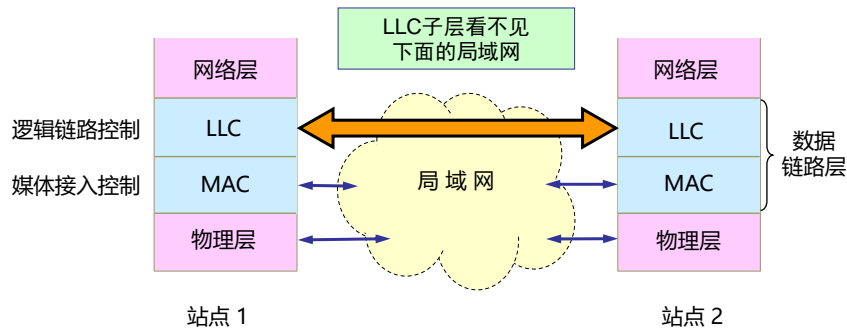 LLC子层看不见
下面的局域网
网络层
网络层
逻辑链路控制
LLC
LLC
数据
链路层
媒体接入控制
MAC
局 域 网
MAC
物理层
物理层
站点 1
站点 2